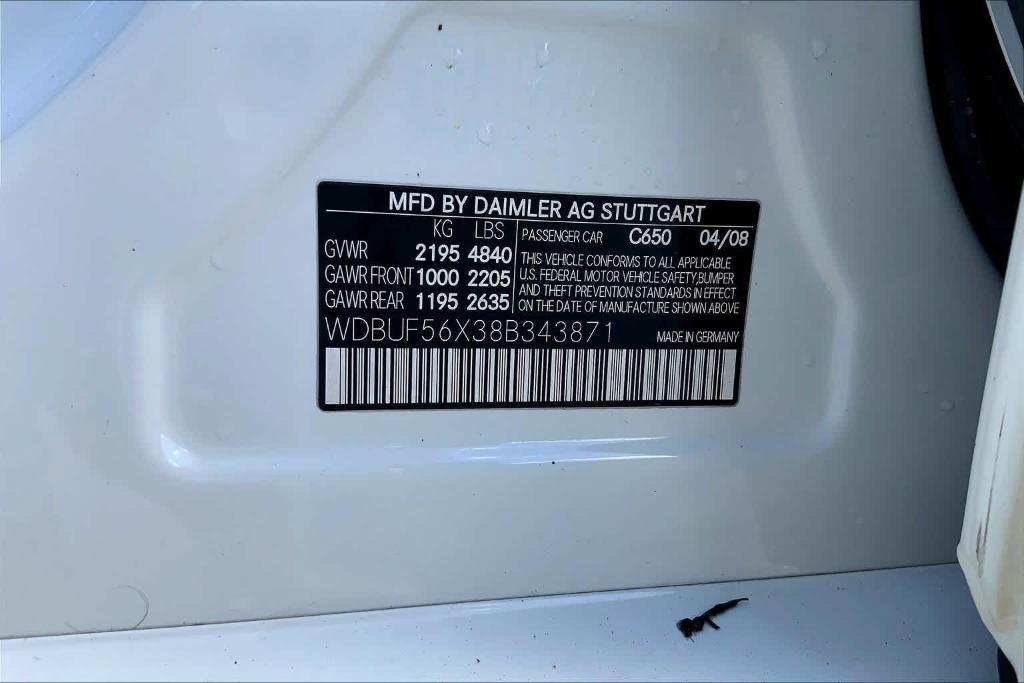 MFD BY DAIMLER AG STUTTGART
KG LBS
GVWR 2195 4840
GAWR FRONT 1000 2205
GAWR REAR 1195 2635
PASSENGER CAR C650 04/08
THIS VEHICLE CONFORMS TO ALL APPLICABLE
U.S. FEDERAL MOTOR VEHICLE SAFETY,BUMPER
AND THEFT PREVENTION STANDARDS IN EFFECT
ON THE DATE OF MANUFACTURE SHOWN ABOVE
WDBUF56X38B343871 MADE IN GERMANY